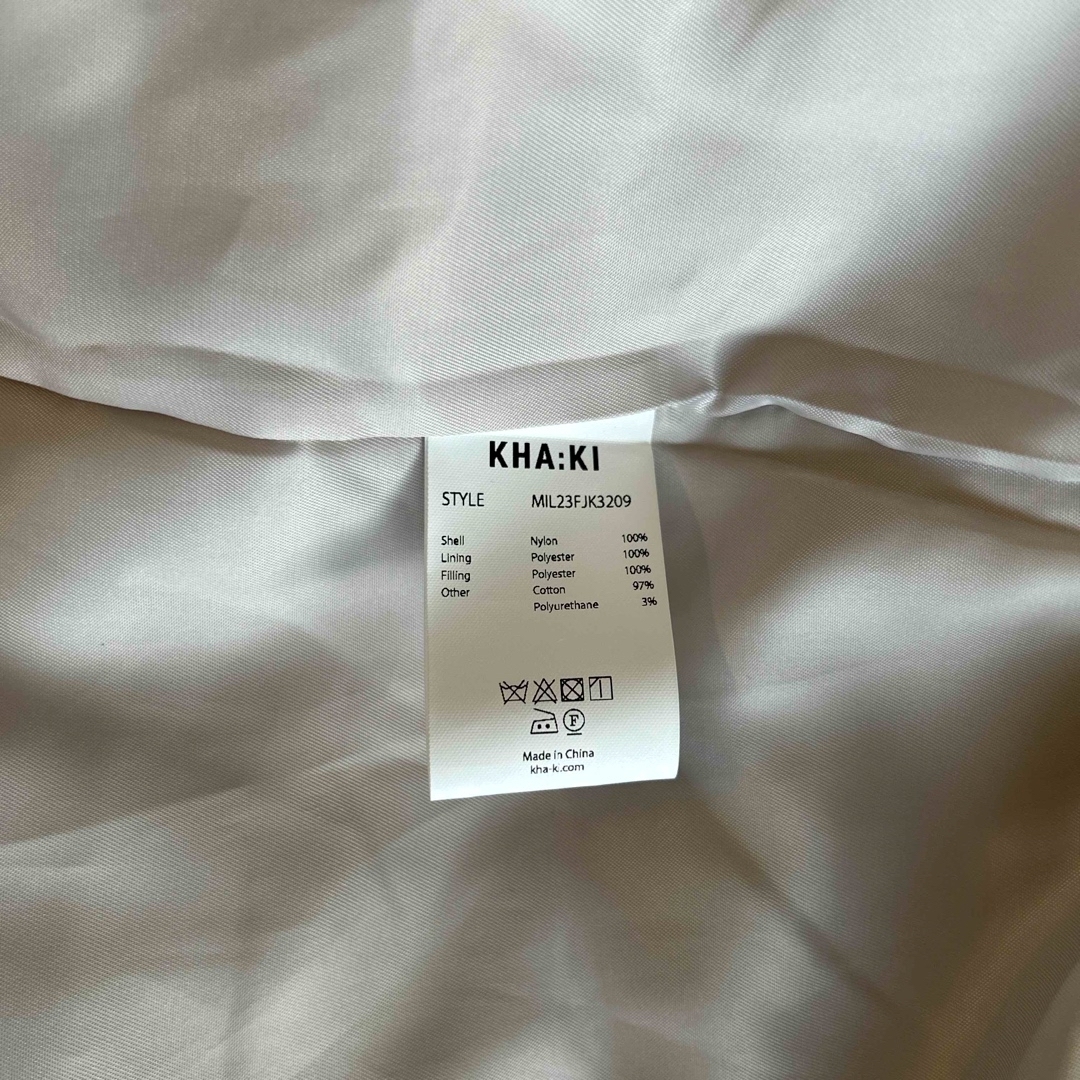 KHA:KI
STYLE MIL23FJK3209
Shell Nylon 100%
Lining Polyester 100%
Filling Polyester 100%
Other Cotton 97%
Polyurethane 3%
F
Made in China
kha-ki.com